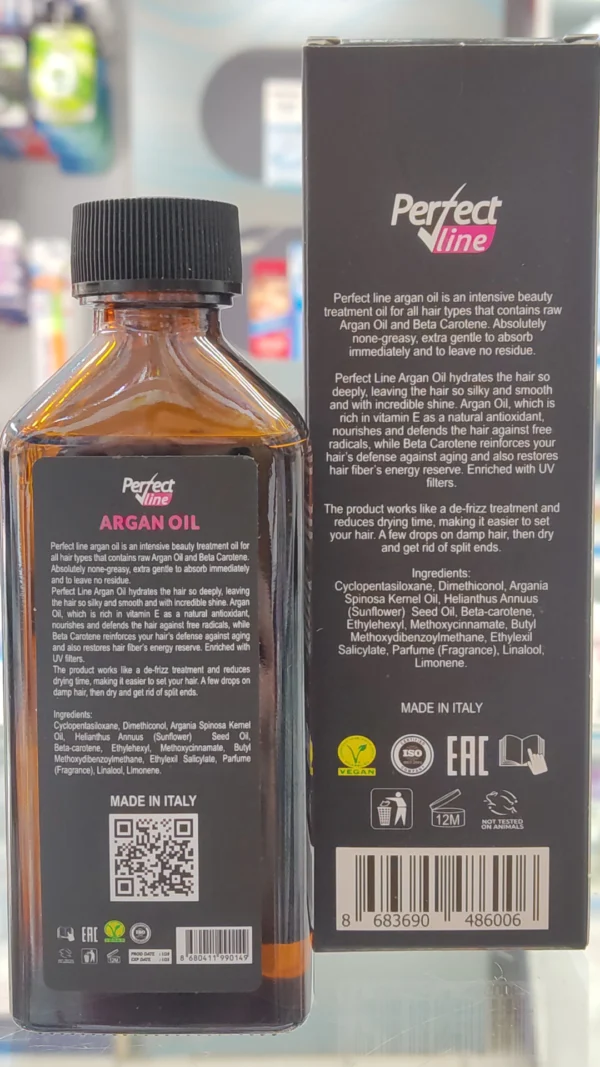 Perfect
line
ARGAN OIL
Perfect line argan oil is an intensive beauty treatment oil for
all hair types that contains raw Argan Oil and Beta Carotene.
Absolutely none-greasy, extra gentle to absorb immediately
and to leave no residue.
Perfect Line Argan Oil hydrates the hair so deeply, leaving
the hair so silky and smooth and with incredible shine. Argan
Oil, which is rich in vitamin E as a natural antioxidant,
nourishes and defends the hair against free radicals, while
Beta Carotene reinforces your hair's defense against aging
and also restores hair fiber's energy reserve. Enriched with
UV filters.
The product works like a de-frizz treatment and reduces
drying time, making it easier to set your hair. A few drops on
damp hair, then dry and get rid of split ends.
Ingredients:
Cyclopentasiloxane, Dimethiconol, Argania Spinosa Kernel
Oil, Helianthus Annuus (Sunflower) Seed Oil,
Beta-carotene, Ethylehexyl, Methoxycinnamate, Butyl
Methoxydibenzoylmethane, Ethylexil Salicylate, Parfume
(Fragrance), Linalool, Limonene.
MADE IN ITALY
EAC
VEGAN
ISO
PROD DATE
EXP DATE
8 680411 990149
Perfect
line
Perfect line argan oil is an intensive beauty
treatment oil for all hair types that contains raw
Argan Oil and Beta Carotene. Absolutely
none-greasy, extra gentle to absorb
immediately and to leave no residue.
Perfect Line Argan Oil hydrates the hair so
deeply, leaving the hair so silky and smooth
and with incredible shine. Argan Oil, which is
rich in vitamin E as a natural antioxidant,
nourishes and defends the hair against free
radicals, while Beta Carotene reinforces your
hair's defense against aging and also restores
hair fiber's energy reserve. Enriched with UV
filters.
The product works like a de-frizz treatment and
reduces drying time, making it easier to set
your hair. A few drops on damp hair, then dry
and get rid of split ends.
Ingredients:
Cyclopentasiloxane, Dimethiconol, Argania
Spinosa Kernel Oil, Helianthus Annuus
(Sunflower) Seed Oil, Beta-carotene,
Ethylehexyl, Methoxycinnamate, Butyl
Methoxydibenzoylmethane, Ethylexil
Salicylate, Parfume (Fragrance), Linalool,
Limonene.
MADE IN ITALY
VEGAN
ISO
EAC
12M
NOT TESTED
ON ANIMALS
8 683690 486006